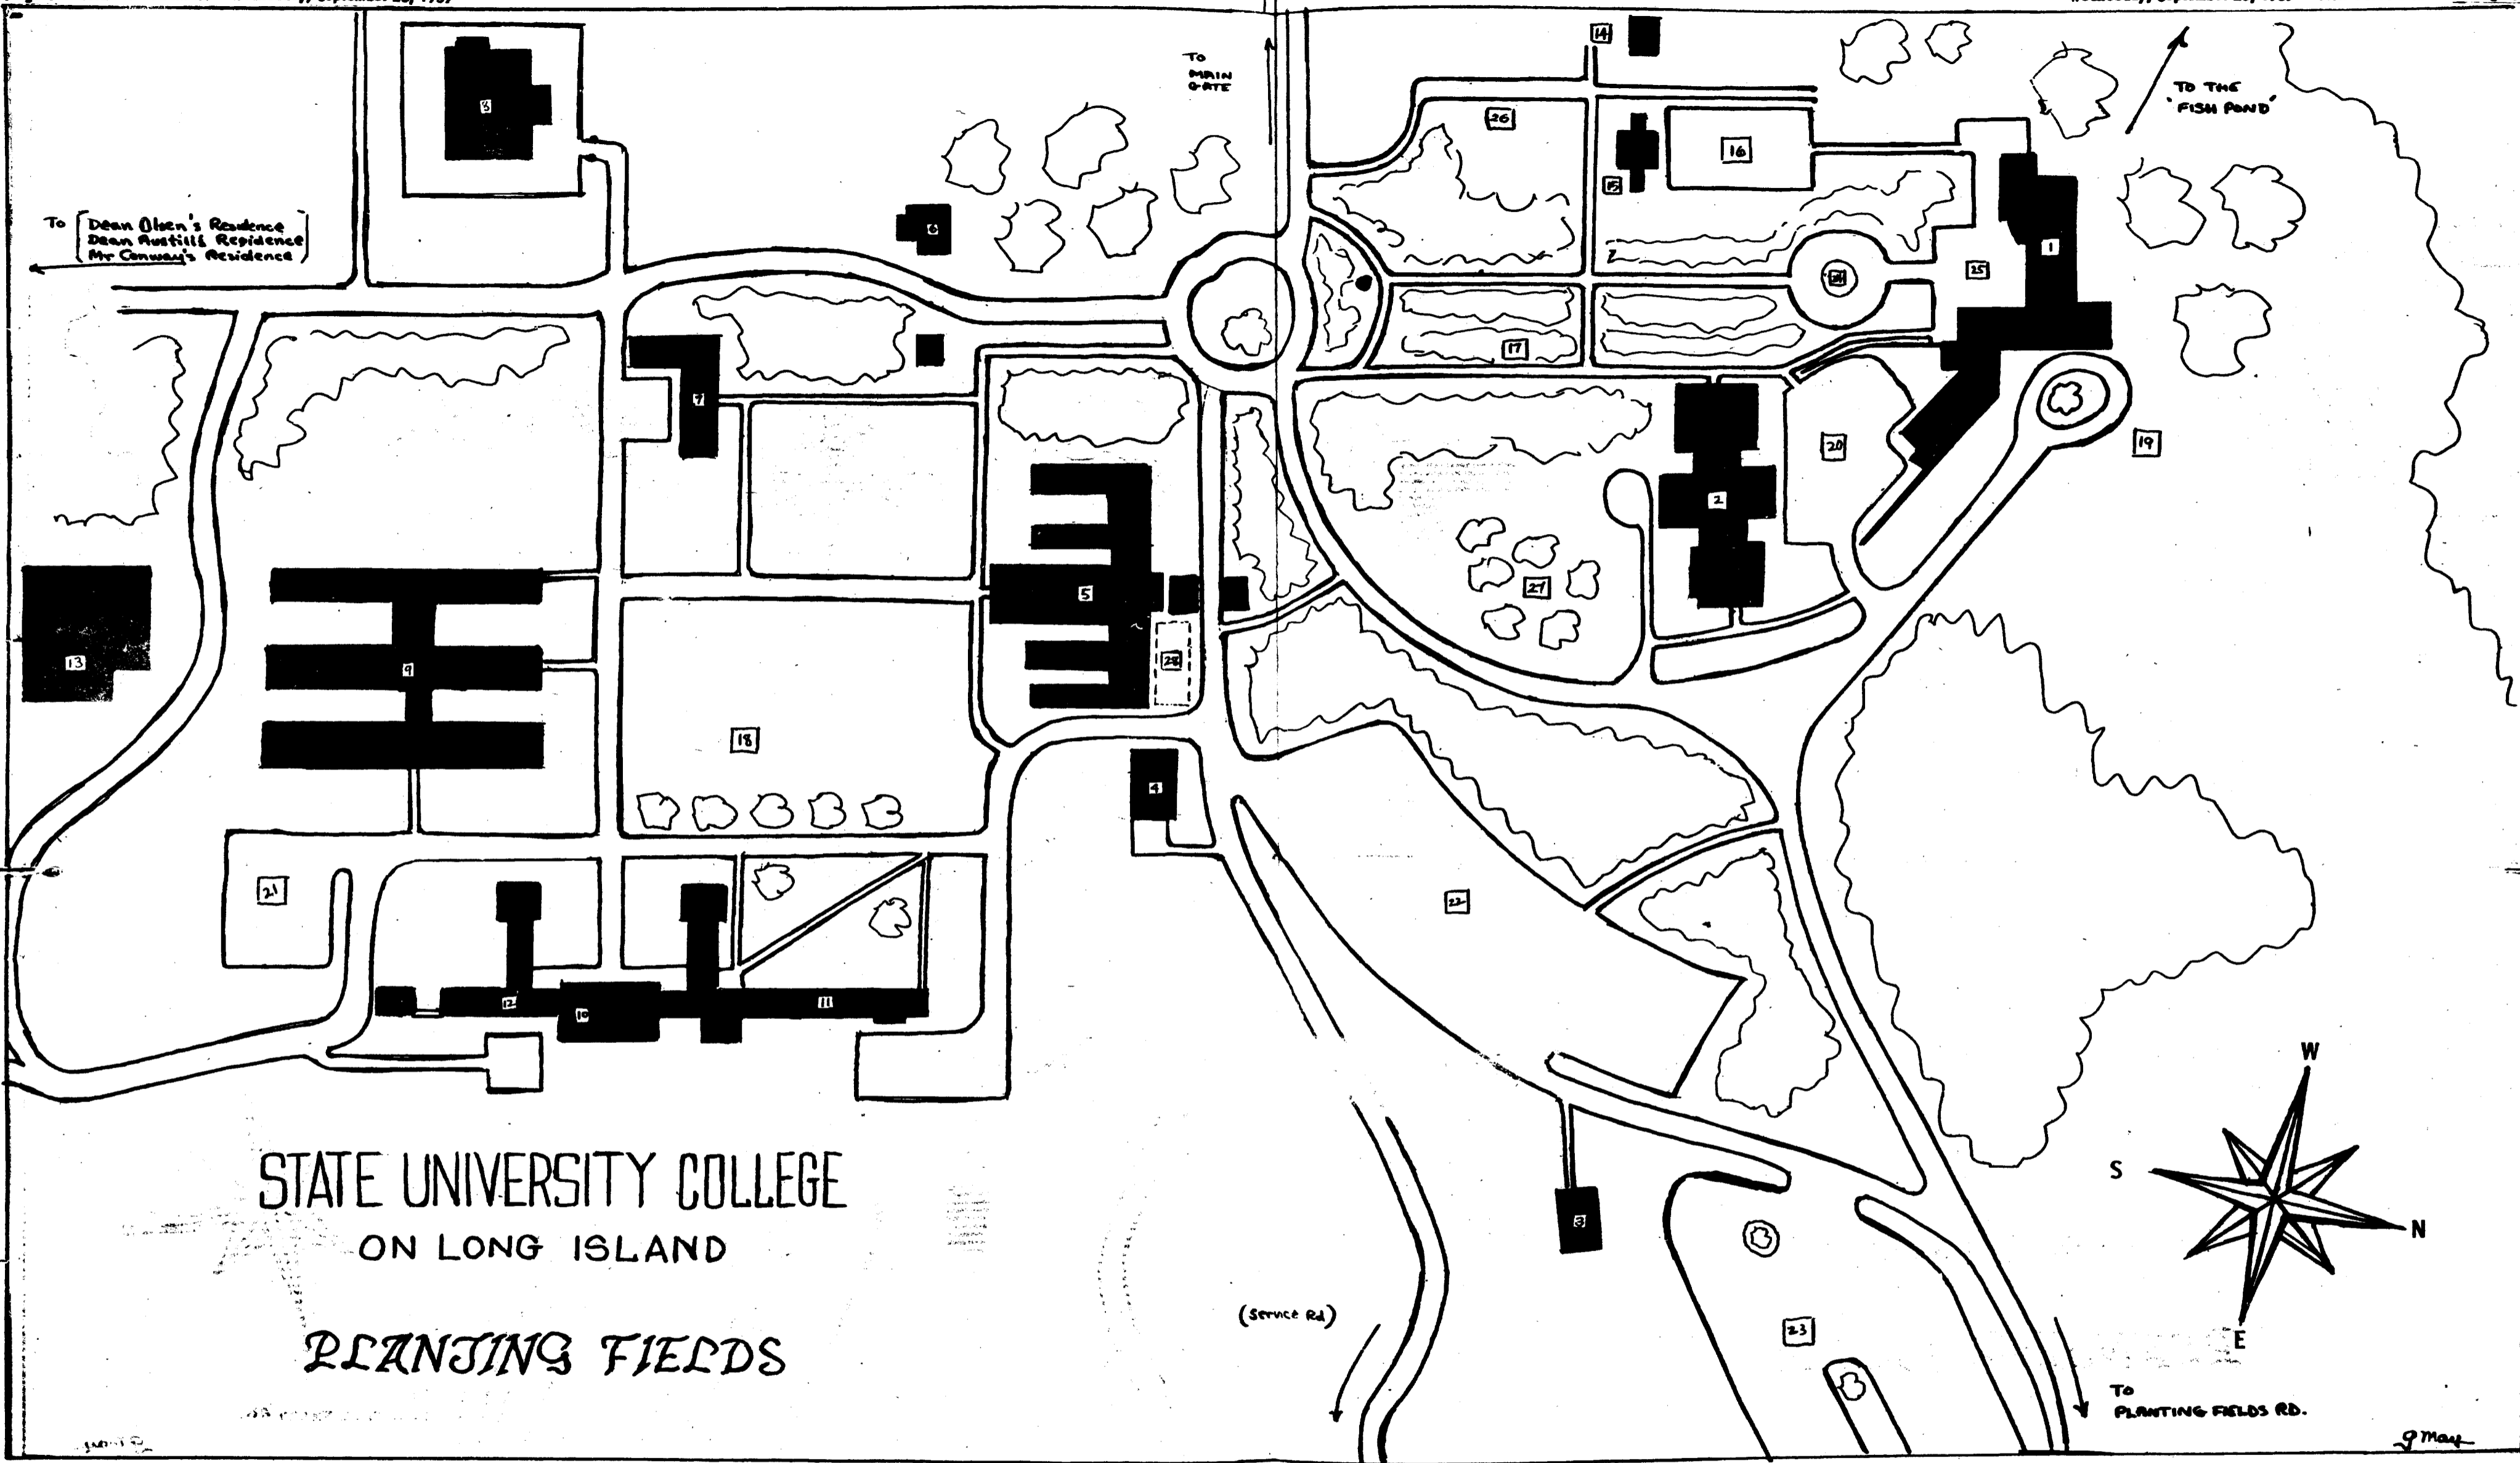 TO
MAIN
GATE
TO THE
'FISH POND'
To [Dean Olsen's Residence
Dean Austill's Residence
Mr Conway's Residence]
14
8
26
16
15
6
1
25
24
17
7
20
19
2
5
27
13
9
28
18
4
21
22
12
10
11
3
23
W
S
N
E
STATE UNIVERSITY COLLEGE
ON LONG ISLAND
PLANTING FIELDS
(Service Rd)
TO
PLANTING FIELDS RD.
g may